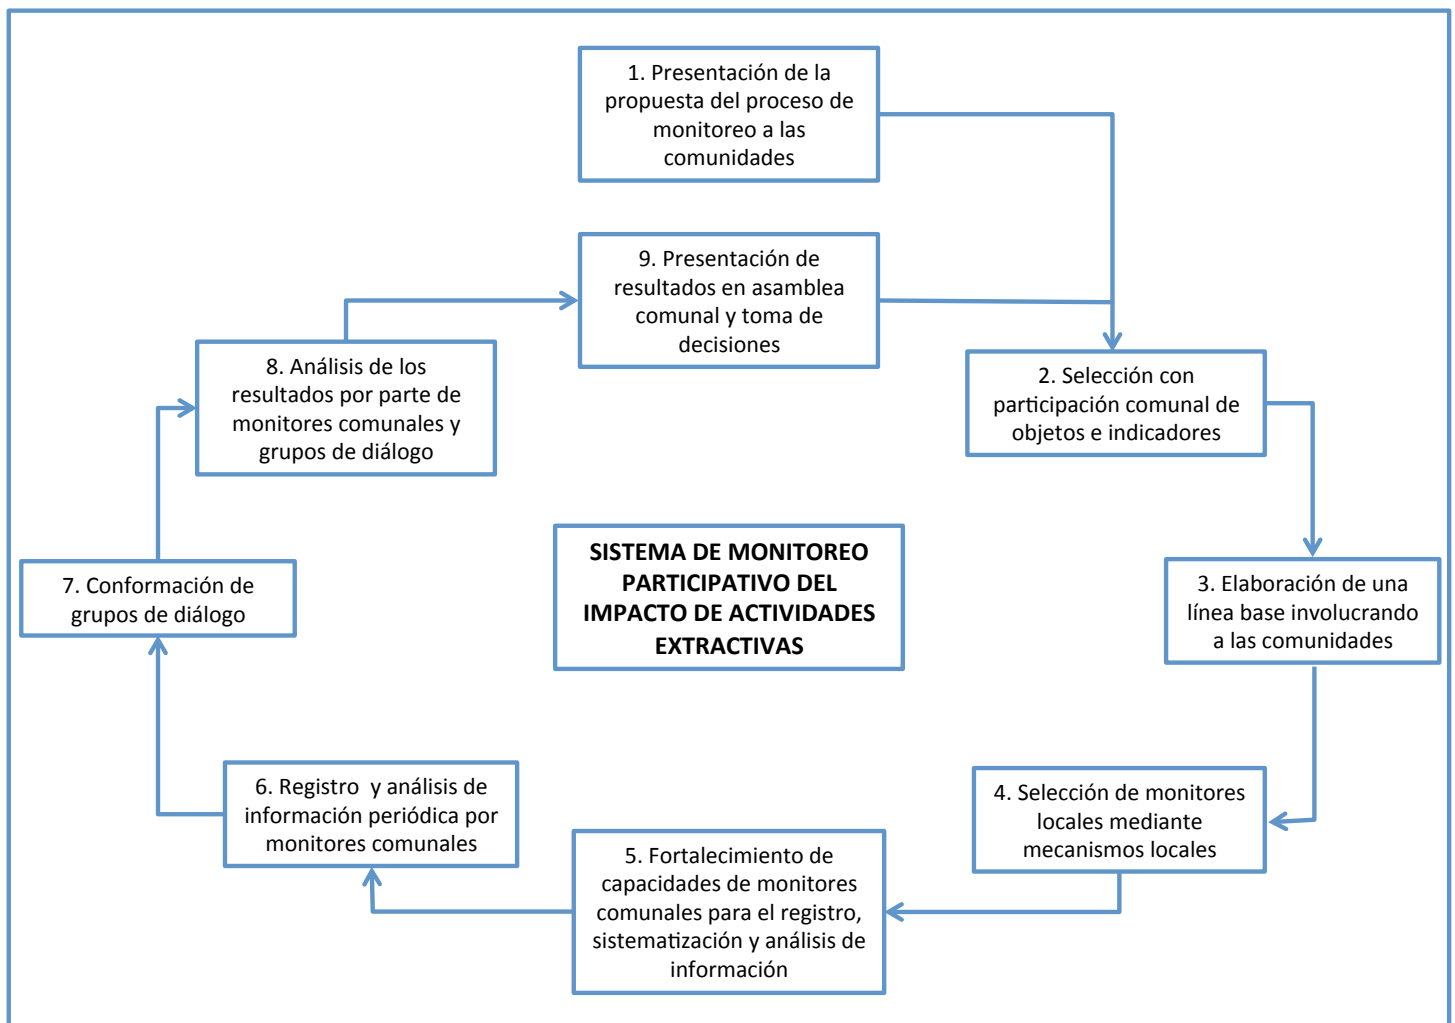 1. Presentación de la
propuesta del proceso de
monitoreo a las
comunidades
9. Presentación de
resultados en asamblea
comunal y toma de
decisiones
8. Análisis de los
resultados por parte de
monitores comunales y
grupos de diálogo
2. Selección con
participación comunal de
objetos e indicadores
SISTEMA DE MONITOREO
PARTICIPATIVO DEL
IMPACTO DE ACTIVIDADES
EXTRACTIVAS
7. Conformación de
grupos de diálogo
3. Elaboración de una
línea base involucrando
a las comunidades
6. Registro y análisis de
información periódica por
monitores comunales
4. Selección de monitores
locales mediante
mecanismos locales
5. Fortalecimiento de
capacidades de monitores
comunales para el registro,
sistematización y análisis de
información